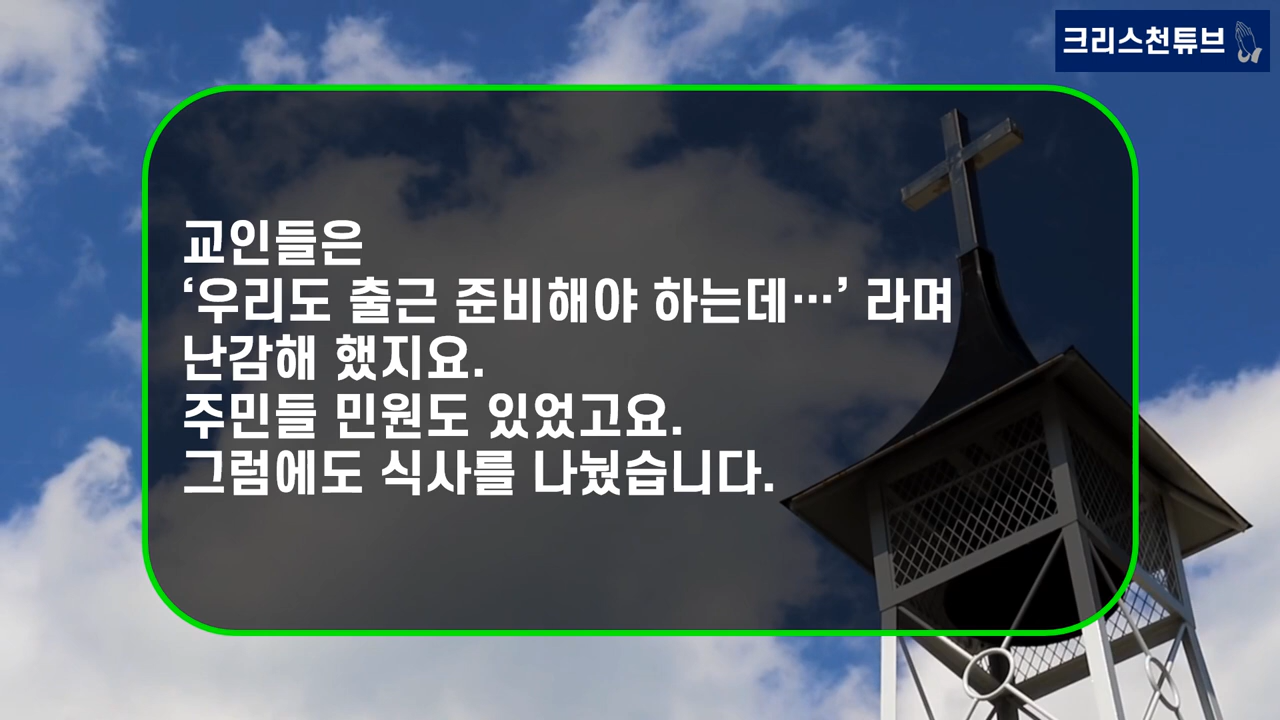 크리스천튜브
교인들은
‘우리도 출근 준비해야 하는데…’ 라며
난감해 했지요.
주민들 민원도 있었고요.
그럼에도 식사를 나눴습니다.